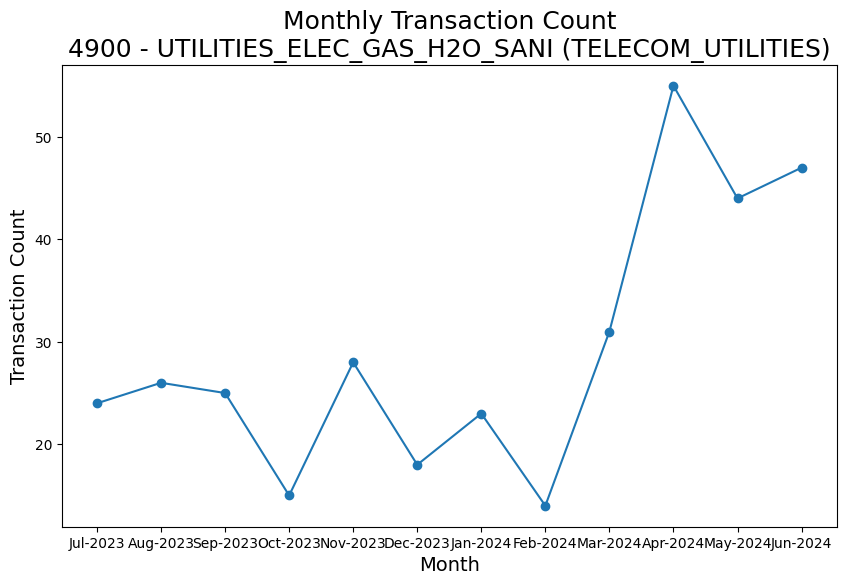 Monthly Transaction Count
4900 - UTILITIES_ELEC_GAS_H2O_SANI (TELECOM_UTILITIES)
Transaction Count
50
40
30
20
Jul-2023 Aug-2023 Sep-2023 Oct-2023 Nov-2023 Dec-2023 Jan-2024 Feb-2024 Mar-2024 Apr-2024 May-2024 Jun-2024
Month